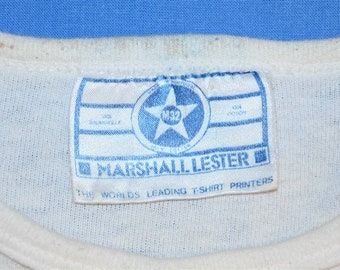 M32
MARSHALL LESTER
THE WORLDS LEADING T-SHIRT PRINTERS